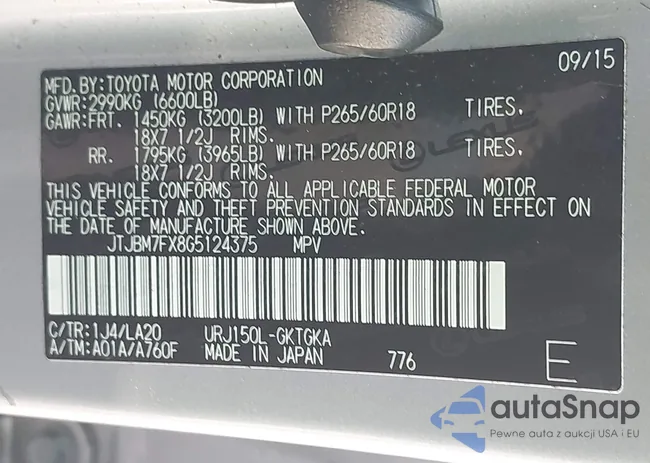 MFD.BY:TOYOTA MOTOR CORPORATION 09/15
GVWR:2990KG (6600LB)
GAWR:FRT. 1450KG (3200LB) WITH P265/60R18 TIRES.
18X7 1/2J RIMS.
RR. 1795KG (3965LB) WITH P265/60R18 TIRES.
18X7 1/2J RIMS.
THIS VEHICLE CONFORMS TO ALL APPLICABLE FEDERAL MOTOR
VEHICLE SAFETY AND THEFT PREVENTION STANDARDS IN EFFECT ON
THE DATE OF MANUFACTURE SHOWN ABOVE.
JTJBM7FX8G5124375 MPV
C/TR:1J4/LA20 URJ150L-GKTGKA
A/TM:A01A/A760F MADE IN JAPAN 776 E
autaSnap
Pewne auta z aukcji USA i EU